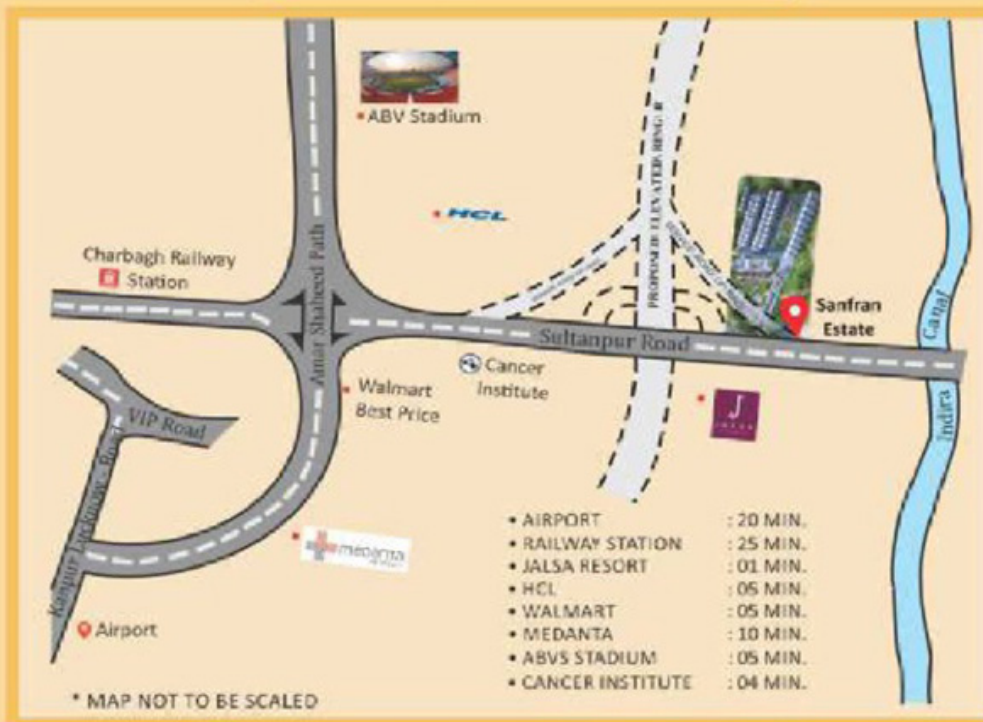 ABV Stadium
HCL
Charbagh Railway
Station
Amar Shaheed Path
PROPOSED ELEVATED
Sanfran
Estate
Sultanpur Road
Cancer
Institute
Walmart
Best Price
VIP Road
Kanpur Lucknow - Road
medanta
Airport
Indira Canal
J
• AIRPORT : 20 MIN.
• RAILWAY STATION : 25 MIN.
• JALSA RESORT : 01 MIN.
• HCL : 05 MIN.
• WALMART : 05 MIN.
• MEDANTA : 10 MIN.
• ABVS STADIUM : 05 MIN.
• CANCER INSTITUTE : 04 MIN.
* MAP NOT TO BE SCALED